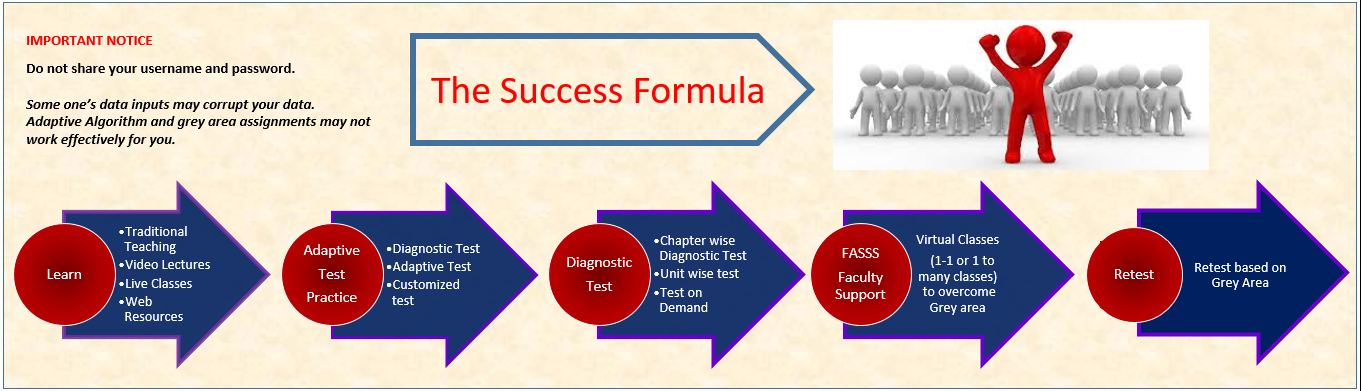 IMPORTANT NOTICE
Do not share your username and password.
Some one's data inputs may corrupt your data.
Adaptive Algorithm and grey area assignments may not
work effectively for you.
The Success Formula
Learn
•Traditional
Teaching
•Video Lectures
•Live Classes
•Web
Resources
Adaptive
Test
Practice
•Diagnostic Test
•Adaptive Test
•Customized
test
Diagnostic
Test
•Chapter wise
Diagnostic Test
•Unit wise test
•Test on
Demand
FASSS
Faculty
Support
Virtual Classes
(1-1 or 1 to
many classes)
to overcome
Grey area
Retest
Retest based on
Grey Area